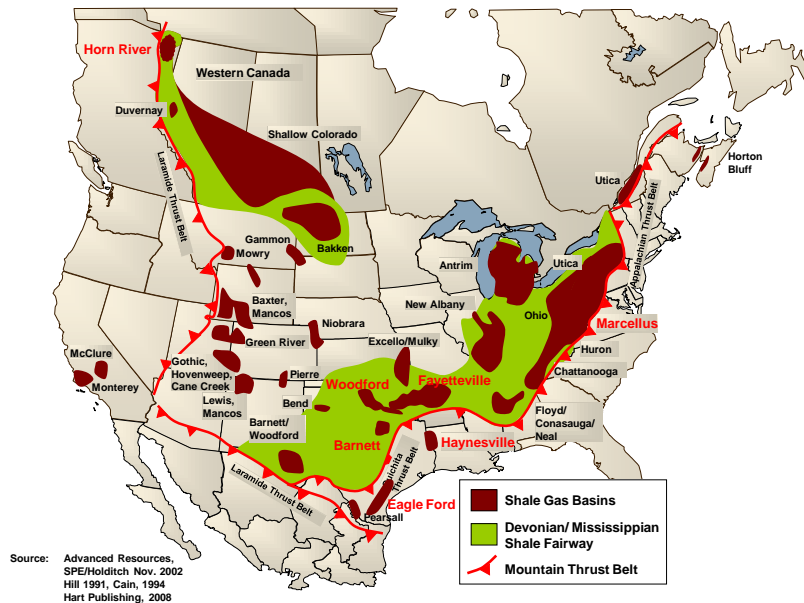 Horn River
Western Canada
Duvernay
Shallow Colorado
Laramide Thrust Belt
Horton
Bluff
Utica
Appalachian Thrust Belt
Gammon
Mowry
Bakken
Antrim
Utica
Baxter,
Mancos
New Albany
Ohio
Niobrara
Marcellus
Green River
Excello/Mulky
Huron
McClure
Gothic,
Hovenweep,
Cane Creek
Pierre
Fayetteville
Chattanooga
Monterey
Woodford
Lewis,
Mancos
Bend
Floyd/
Conasauga/
Neal
Barnett/
Woodford
Barnett
Haynesville
Laramide Thrust Belt
uichita
Thrust Belt
Eagle Ford
Pearsall
Shale Gas Basins
Devonian/ Mississippian
Shale Fairway
Mountain Thrust Belt
Source: Advanced Resources,
SPE/Holditch Nov. 2002
Hill 1991, Cain, 1994
Hart Publishing, 2008